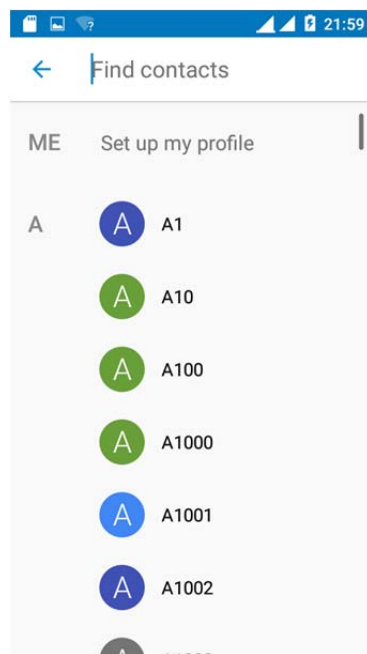 21:59
Find contacts
ME Set up my profile
A A A1
A A10
A A100
A A1000
A A1001
A A1002